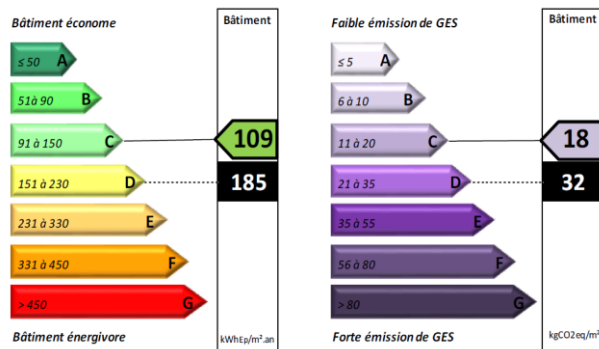 Bâtiment économe
Bâtiment
≤ 50 A
51à 90 B
91 à 150 C
109
151 à 230 D
185
231 à 330 E
331 à 450 F
> 450 G
Bâtiment énergivore
kWhEp/m².an
Faible émission de GES
Bâtiment
≤ 5 A
6 à 10 B
11 à 20 C
18
21 à 35 D
32
35 à 55 E
56 à 80 F
> 80 G
Forte émission de GES
kgCO2eq/m².an